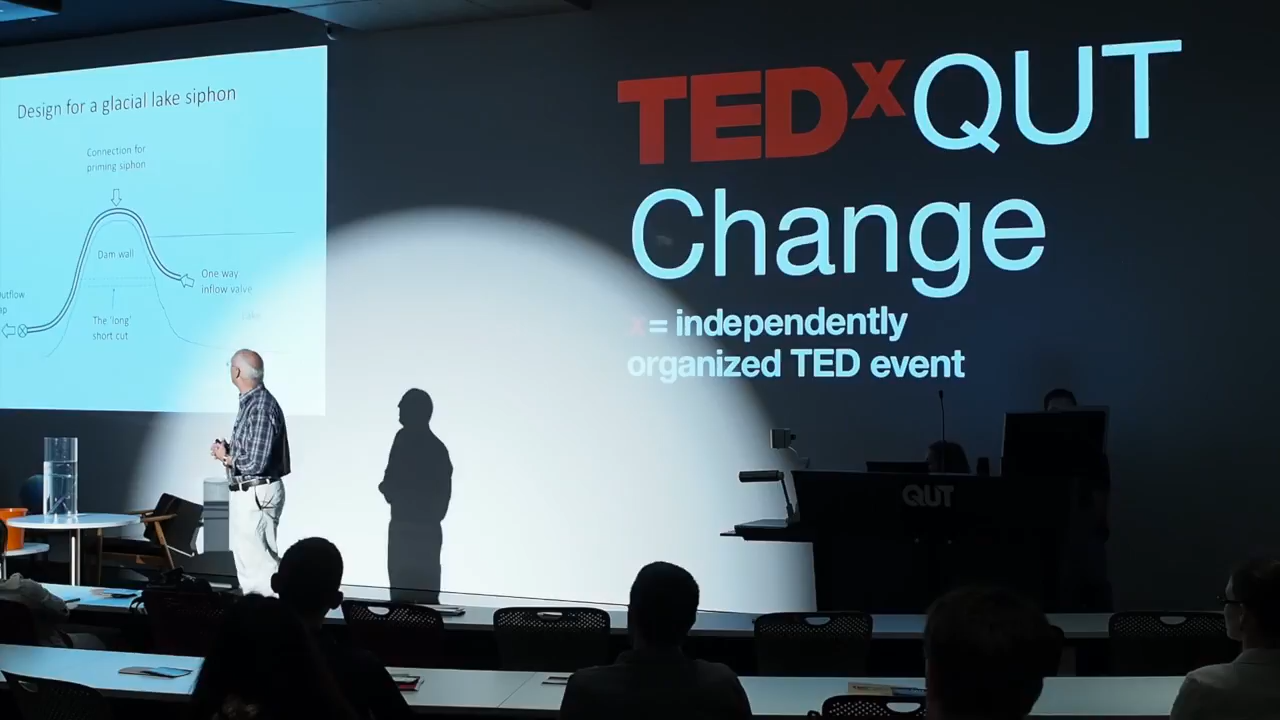 Design for a glacial lake siphon
Connection for
priming siphon
Dam wall
One way
inflow valve
The 'long'
short cut
Lake
TEDxQUT
Change
x = independently
organized TED event
QUT